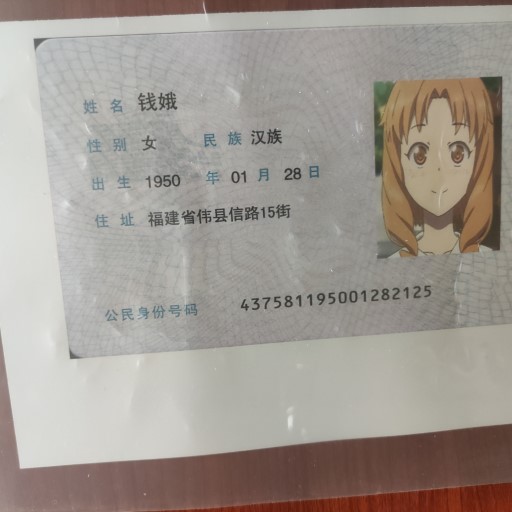 姓名 钱娥
性别 女 民族 汉族
出生 1950 年 01 月 28 日
住址 福建省伟县信路15街
公民身份号码 437581195001282125